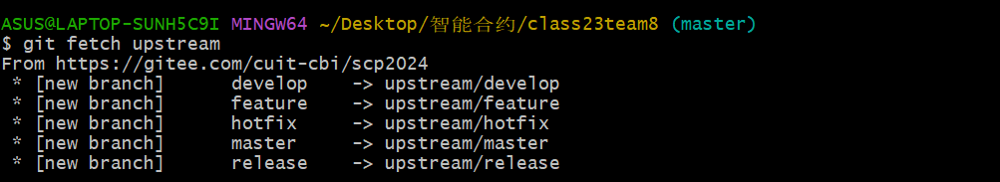 ASUS@LAPTOP-SUNH5C9I MINGW64 ~/Desktop/智能合约/class23team8 (master)
$ git fetch upstream
From https://gitee.com/cuit-cbi/scp2024
 * [new branch]      develop    -> upstream/develop
 * [new branch]      feature    -> upstream/feature
 * [new branch]      hotfix     -> upstream/hotfix
 * [new branch]      master     -> upstream/master
 * [new branch]      release    -> upstream/release